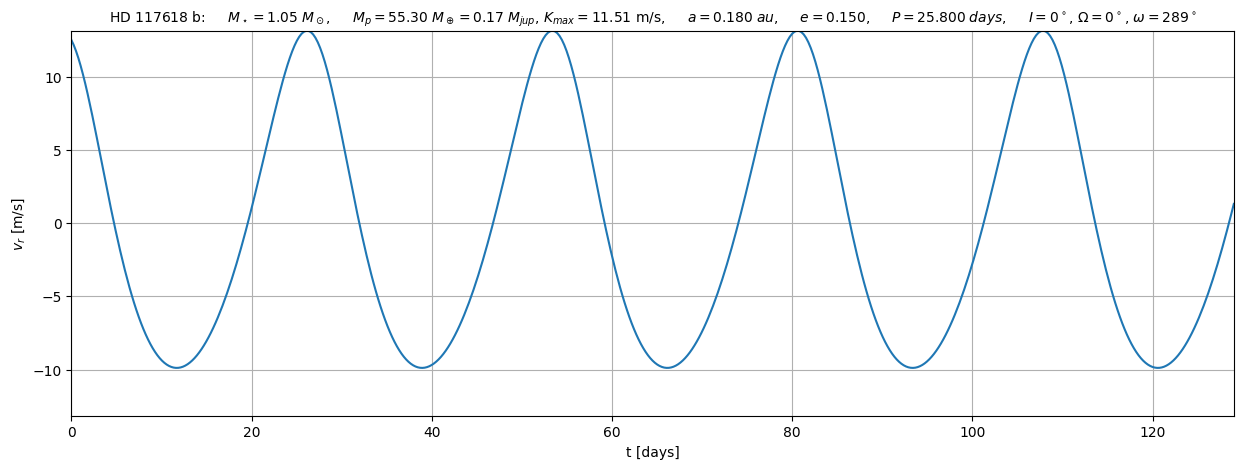 HD 117618 b: M⋆ = 1.05 M⊙, Mp = 55.30 M⊕ = 0.17 Mjup, Kmax = 11.51 m/s, a = 0.180 au, e = 0.150, P = 25.800 days, I = 0°, Ω = 0°, ω = 289°
10
5
0
−5
−10
vr [m/s]
0 20 40 60 80 100 120
t [days]